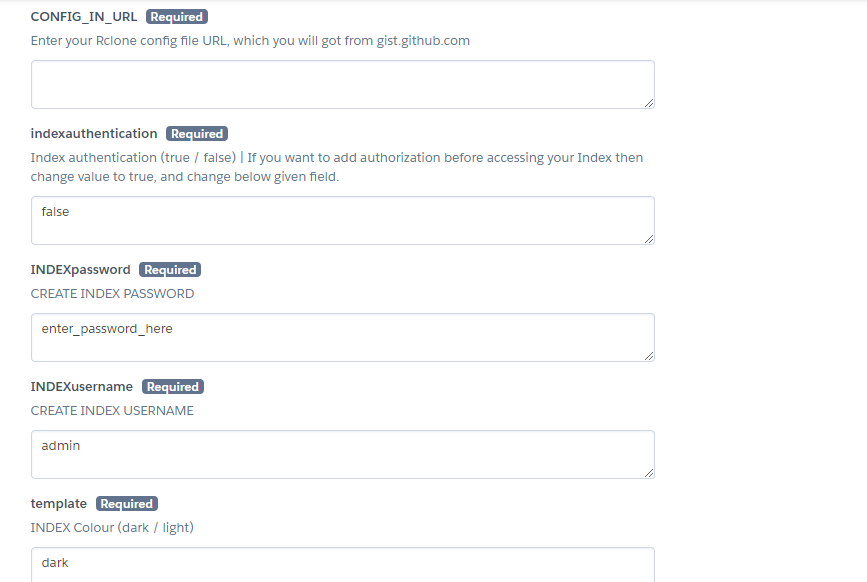 CONFIG_IN_URL Required
Enter your Rclone config file URL, which you will got from gist.github.com
indexauthentication Required
Index authentication (true / false) | If you want to add authorization before accessing your Index then
change value to true, and change below given field.
false
INDEXpassword Required
CREATE INDEX PASSWORD
enter_password_here
INDEXusername Required
CREATE INDEX USERNAME
admin
template Required
INDEX Colour (dark / light)
dark